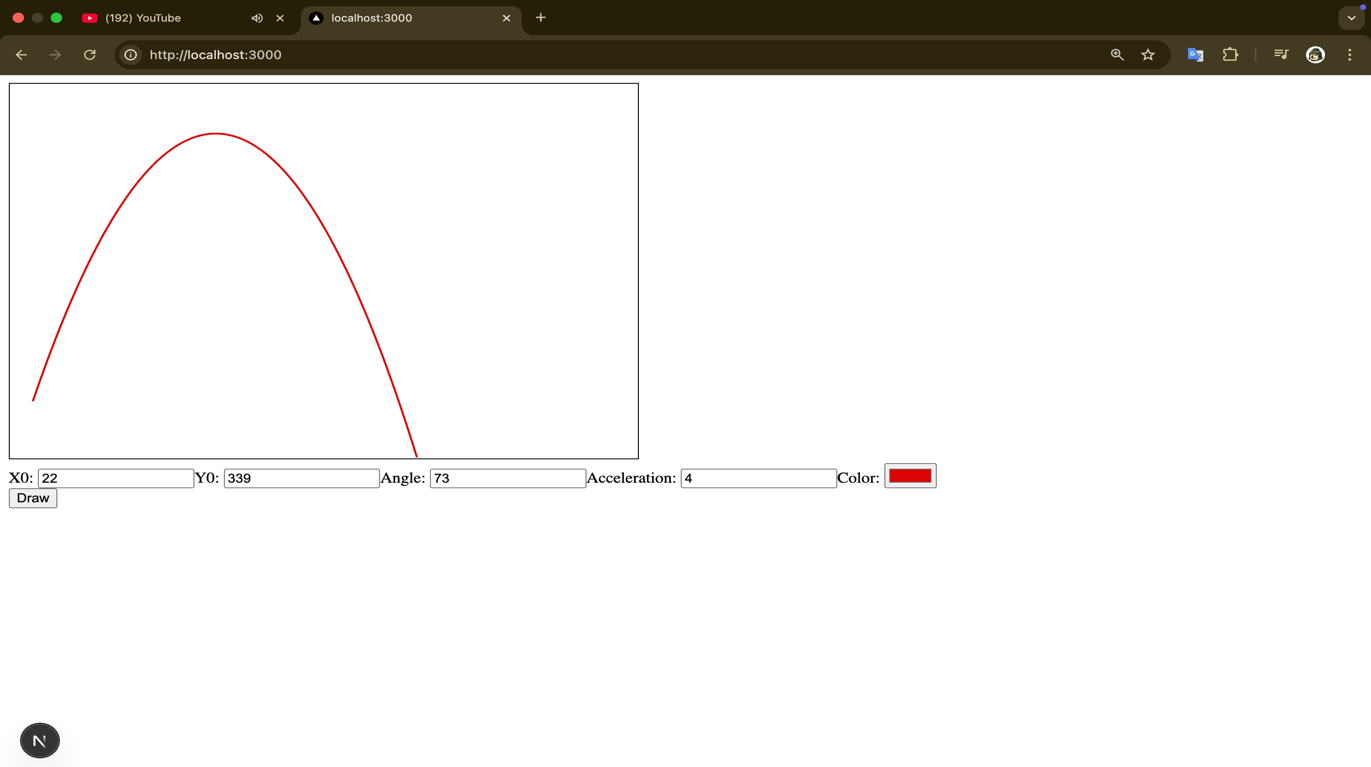 (192) YouTube
localhost:3000
http://localhost:3000
X0: 22 Y0: 339 Angle: 73 Acceleration: 4 Color:
Draw
N